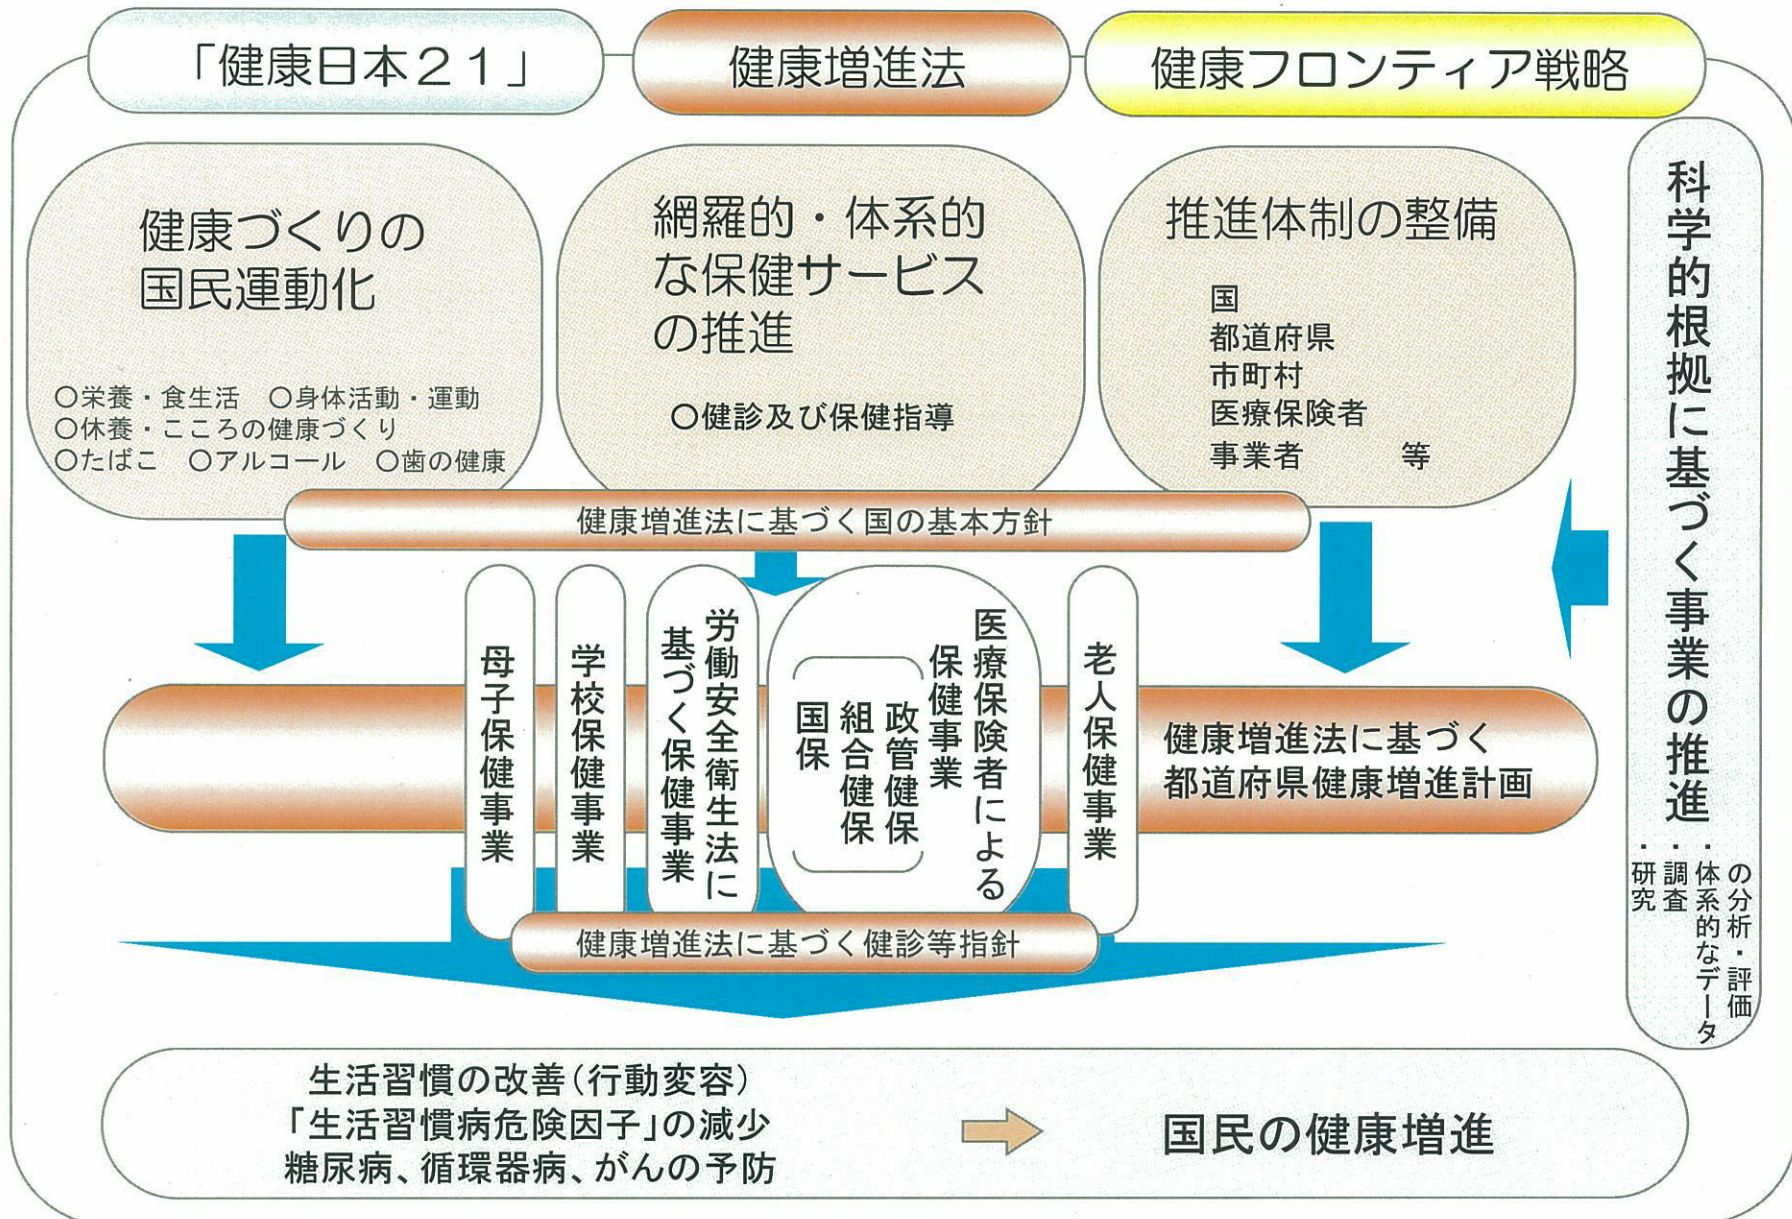 「健康日本２１」
健康増進法
健康フロンティア戦略
健康づくりの
国民運動化
○栄養・食生活　○身体活動・運動
○休養・こころの健康づくり
○たばこ　○アルコール　○歯の健康
網羅的・体系的
な保健サービス
の推進
○健診及び保健指導
推進体制の整備
国
都道府県
市町村
医療保険者
事業者　　等
科学的根拠に基づく事業の推進
・体系的なデータ
の分析・評価
・調査
・研究
健康増進法に基づく国の基本方針
母子保健事業
学校保健事業
労働安全衛生法に
基づく保健事業
医療保険者による
保健事業
政管健保
組合健保
国保
老人保健事業
健康増進法に基づく
都道府県健康増進計画
健康増進法に基づく健診等指針
生活習慣の改善(行動変容)
「生活習慣病危険因子」の減少
糖尿病、循環器病、がんの予防
国民の健康増進